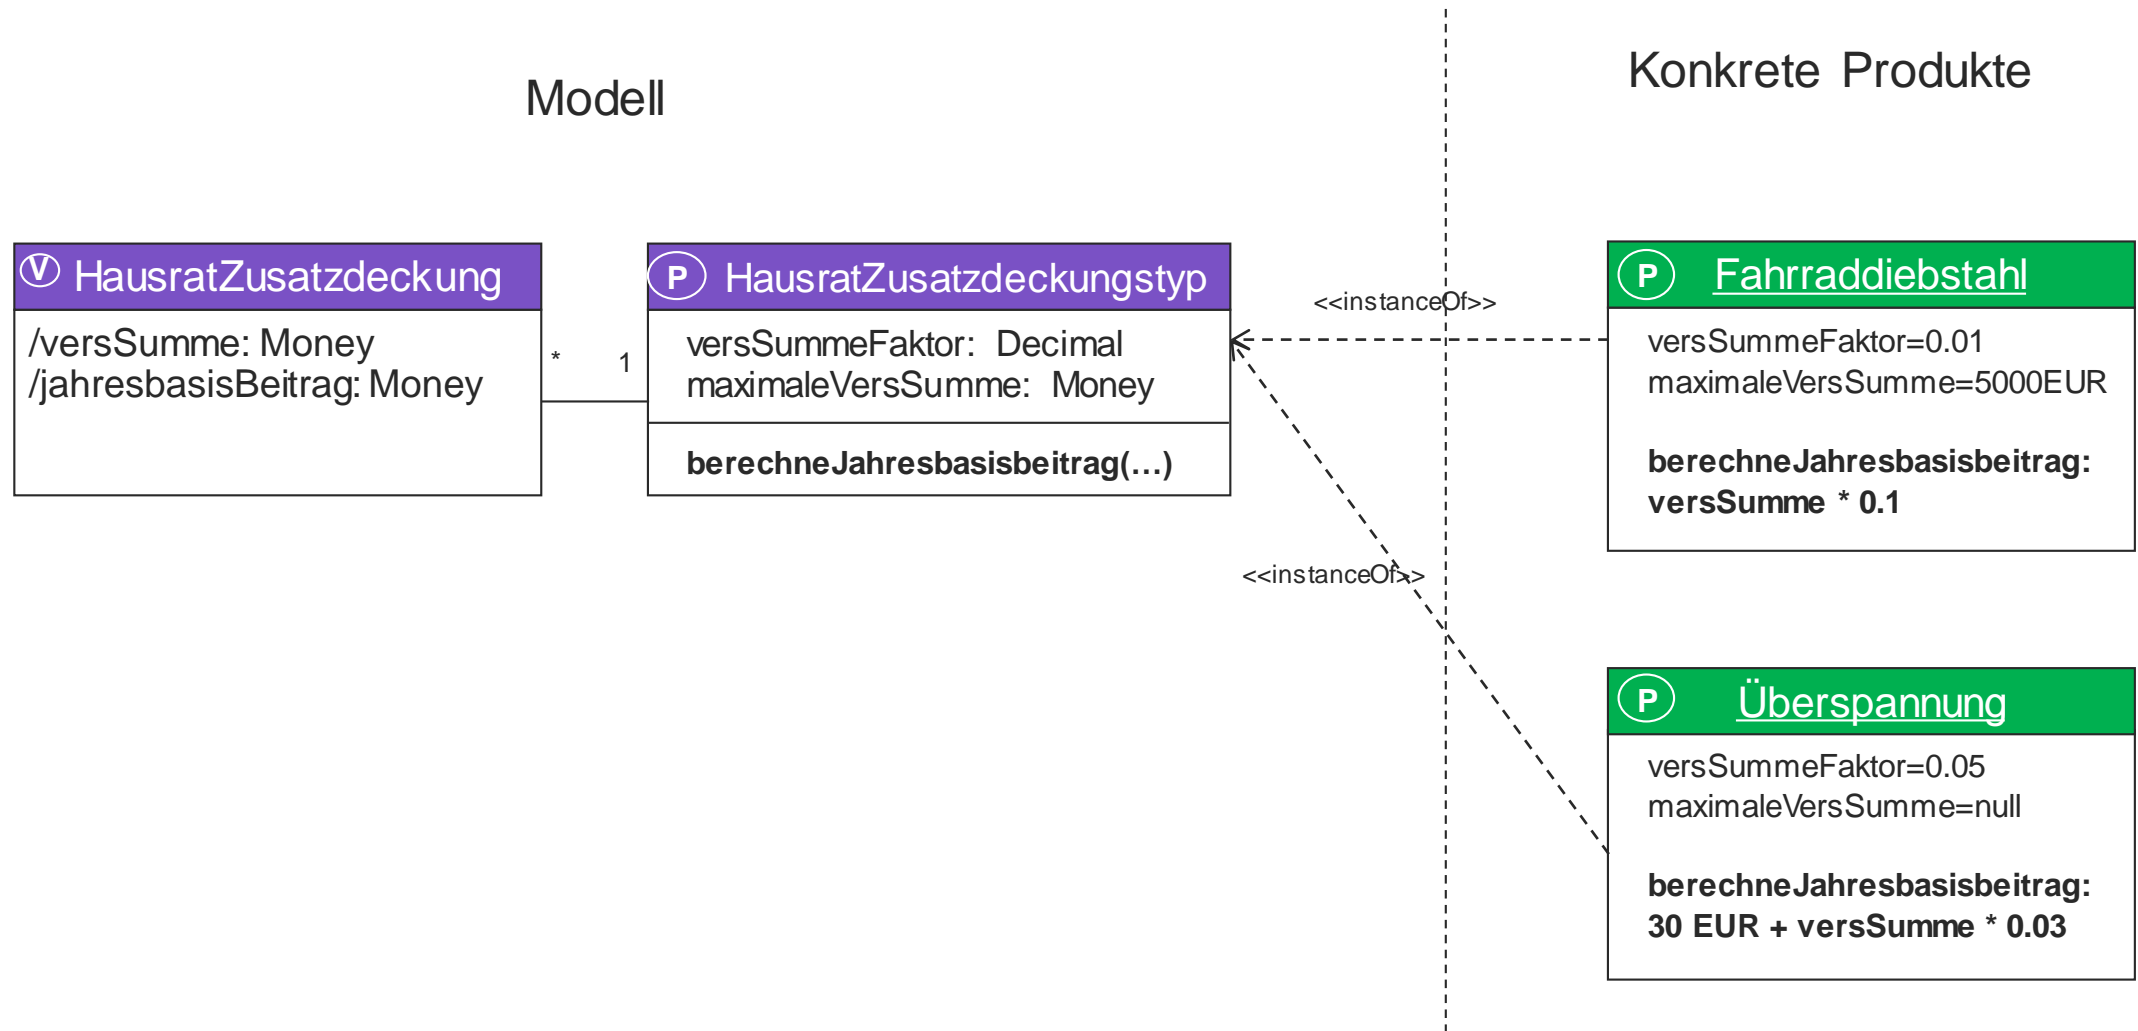 Modell
Konkrete Produkte
V HausratZusatzdeckung
/versSumme: Money
/jahresbasisBeitrag: Money
* 1
P HausratZusatzdeckungstyp
versSummeFaktor: Decimal
maximaleVersSumme: Money
berechneJahresbasisbeitrag(...)
<<instanceOf>>
<<instanceOf>>
P Fahrraddiebstahl
versSummeFaktor=0.01
maximaleVersSumme=5000EUR
berechneJahresbasisbeitrag:
versSumme * 0.1
P Überspannung
versSummeFaktor=0.05
maximaleVersSumme=null
berechneJahresbasisbeitrag:
30 EUR + versSumme * 0.03